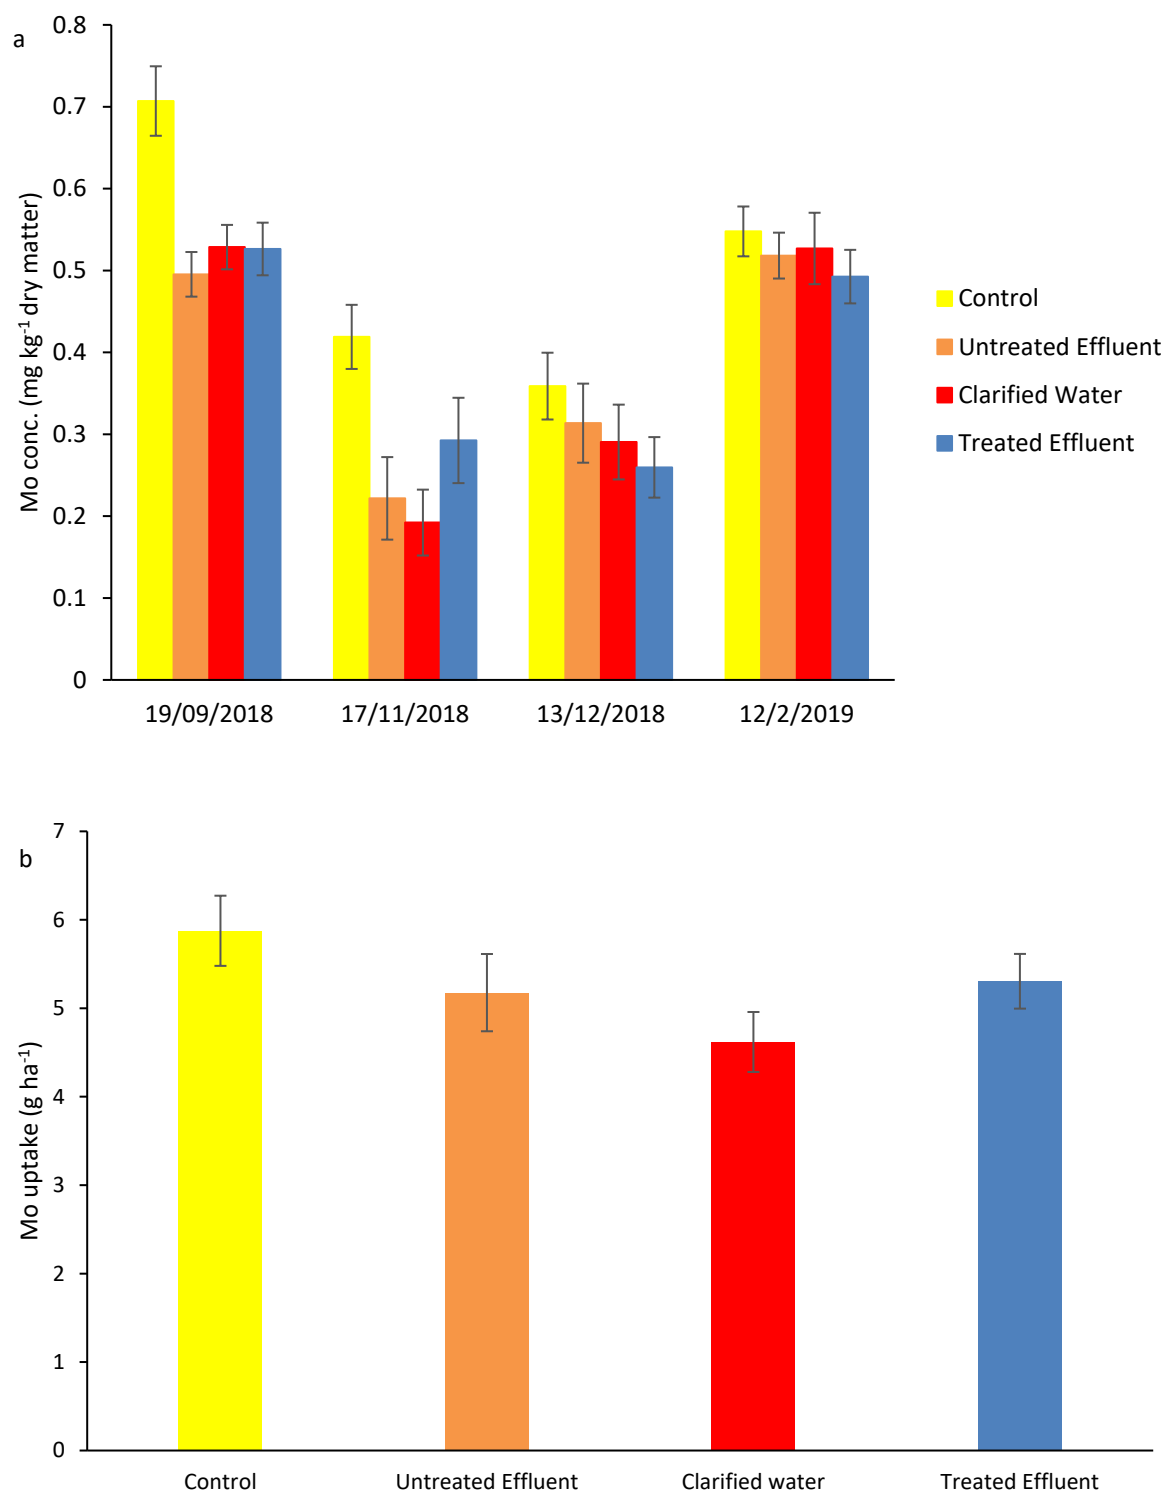 a
Mo conc. (mg kg⁻¹ dry matter)
0.8
0.7
0.6
0.5
0.4
0.3
0.2
0.1
0
19/09/2018 17/11/2018 13/12/2018 12/2/2019
Control
Untreated Effluent
Clarified Water
Treated Effluent
b
Mo uptake (g ha⁻¹)
7
6
5
4
3
2
1
0
Control Untreated Effluent Clarified water Treated Effluent